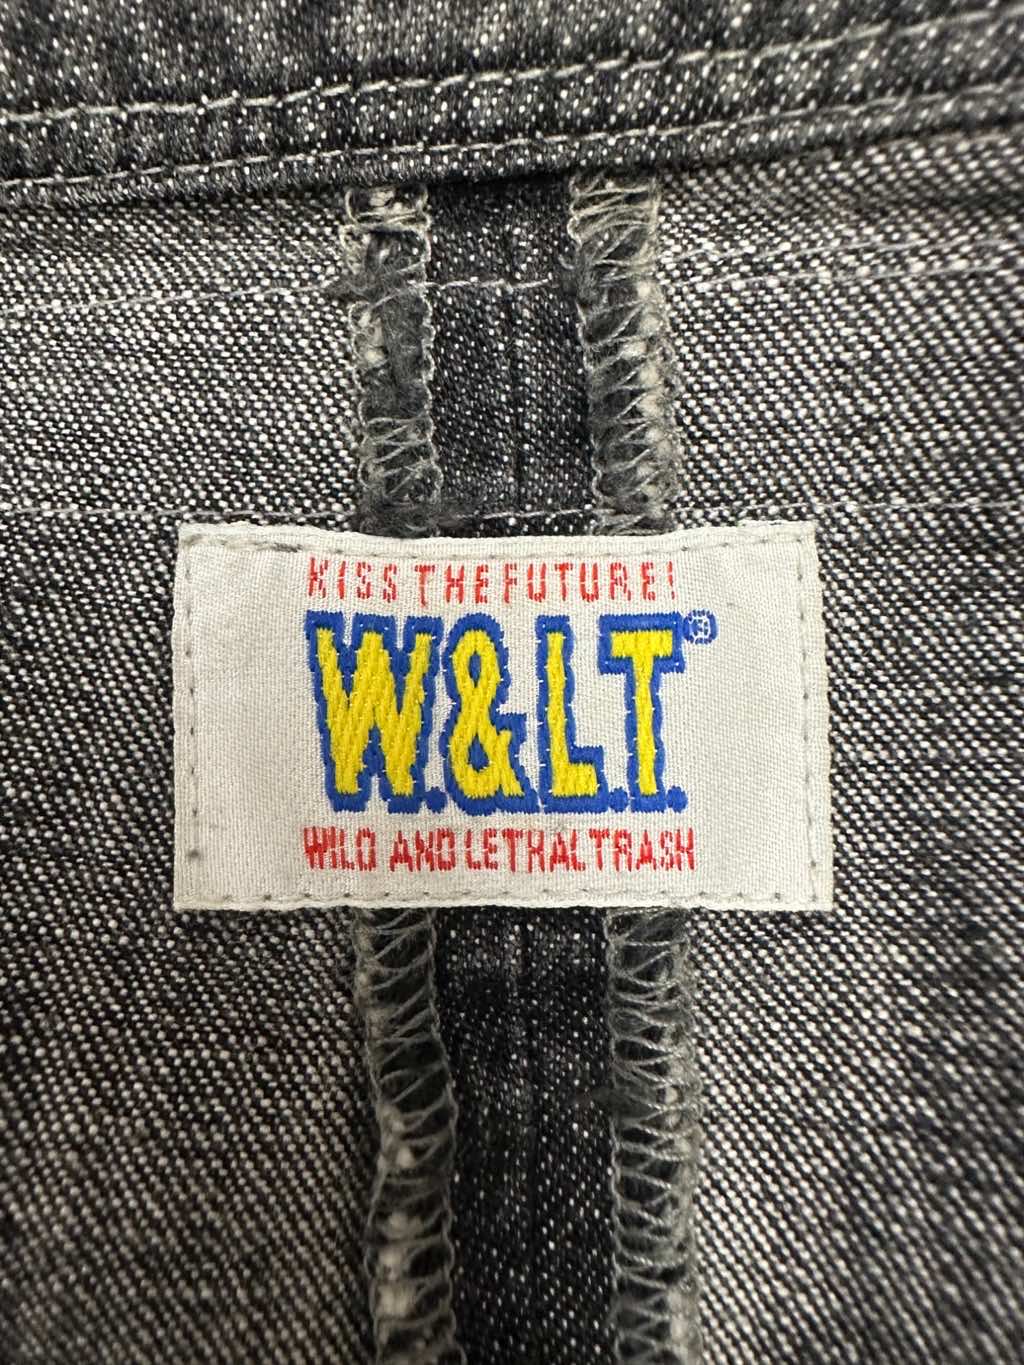 KISS THE FUTURE!
W.&L.T.®
WILD AND LETHAL TRASH